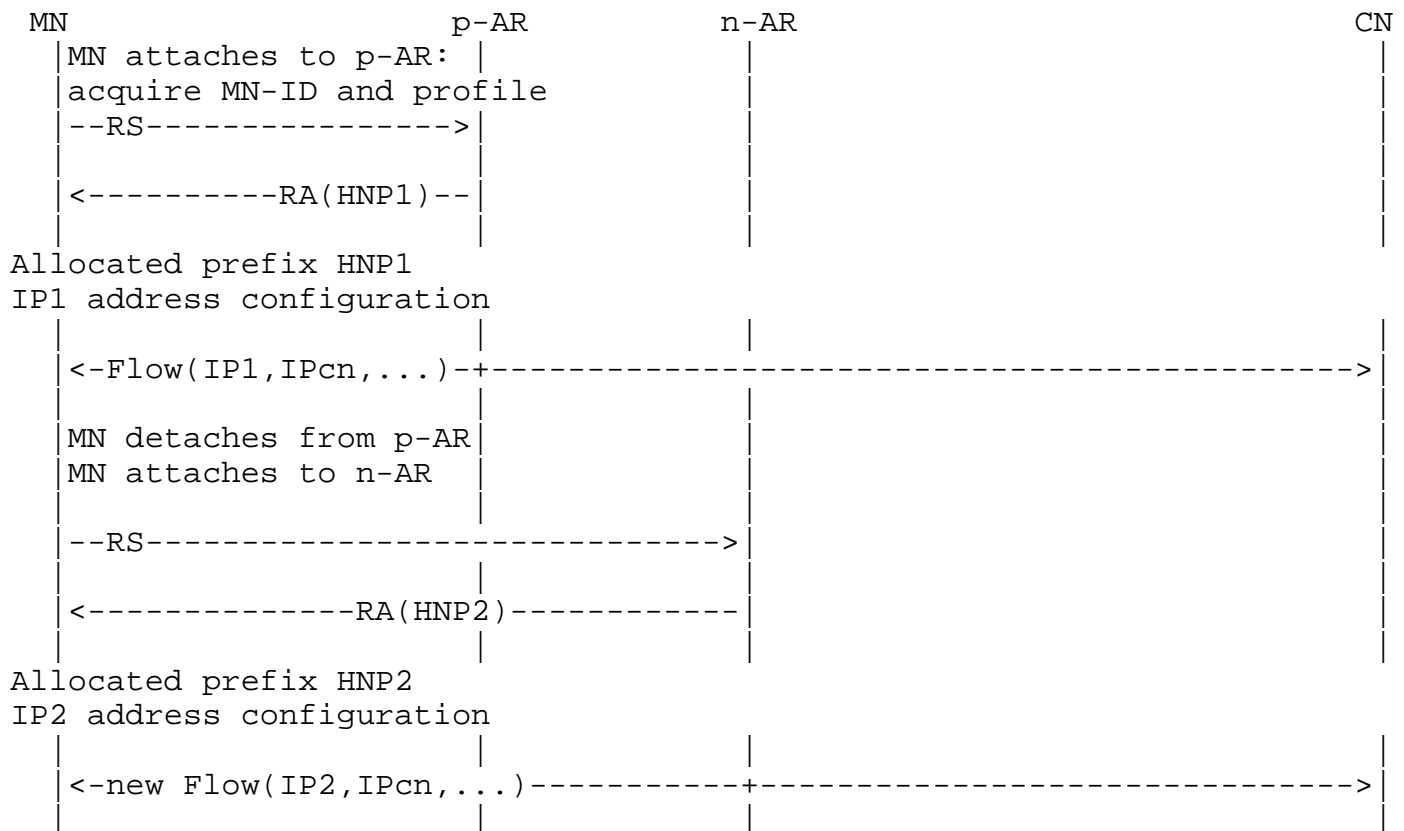 MN p-AR n-AR CN
MN attaches to p-AR:
acquire MN-ID and profile
--RS---------------->
<----------RA(HNP1)--
Allocated prefix HNP1
IP1 address configuration
<-Flow(IP1,IPcn,...)-+--------------------------------------------->
MN detaches from p-AR
MN attaches to n-AR
--RS------------------------------>
<--------------RA(HNP2)------------
Allocated prefix HNP2
IP2 address configuration
<-new Flow(IP2,IPcn,...)-----------+------------------------------->